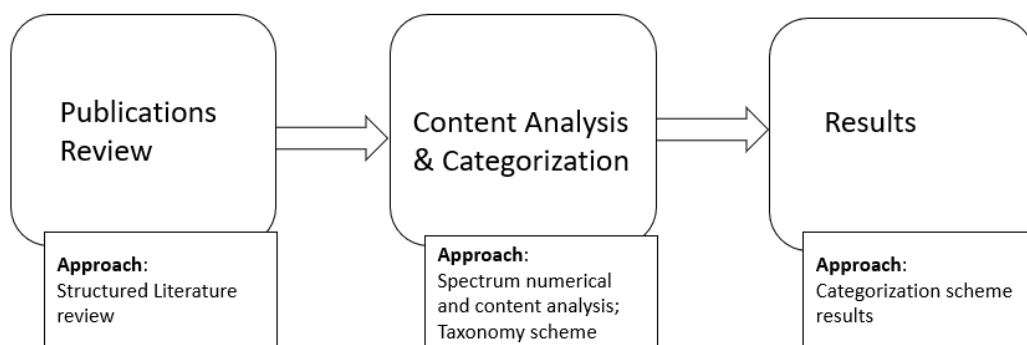 Publications
Review
Content Analysis
& Categorization
Results
Approach:
Structured Literature
review
Approach:
Spectrum numerical
and content analysis;
Taxonomy scheme
Approach:
Categorization scheme
results